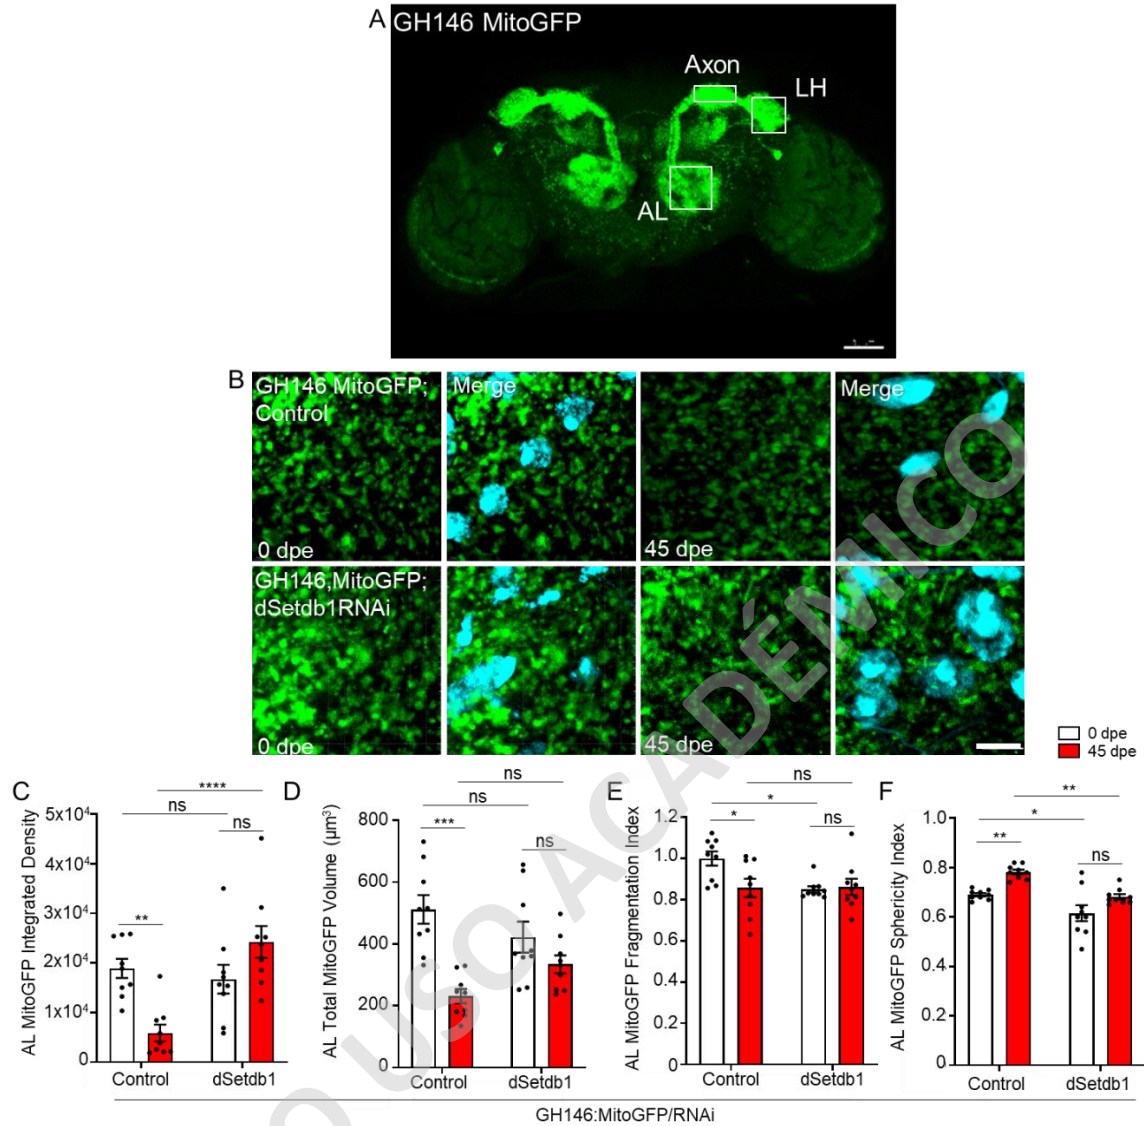 A
GH146 MitoGFP
Axon
LH
AL
B
GH146 MitoGFP;
Control
Merge
Merge
0 dpe
45 dpe
GH146,MitoGFP;
dSetdb1RNAi
0 dpe
45 dpe
0 dpe
45 dpe
C
AL MitoGFP Integrated Density
5x10⁴
4x10⁴
3x10⁴
2x10⁴
1x10⁴
0
****
ns
ns
**
Control
dSetdb1
D
AL Total MitoGFP Volume (µm³)
800
600
400
200
0
ns
ns
***
ns
Control
dSetdb1
E
AL MitoGFP Fragmentation Index
1.2
1.0
0.8
0.6
0.4
0.2
0
ns
*
*
ns
Control
dSetdb1
F
AL MitoGFP Sphericity Index
1.0
0.8
0.6
0.4
0.2
0
**
*
**
ns
Control
dSetdb1
GH146:MitoGFP/RNAi
O USO ACADÉMICO